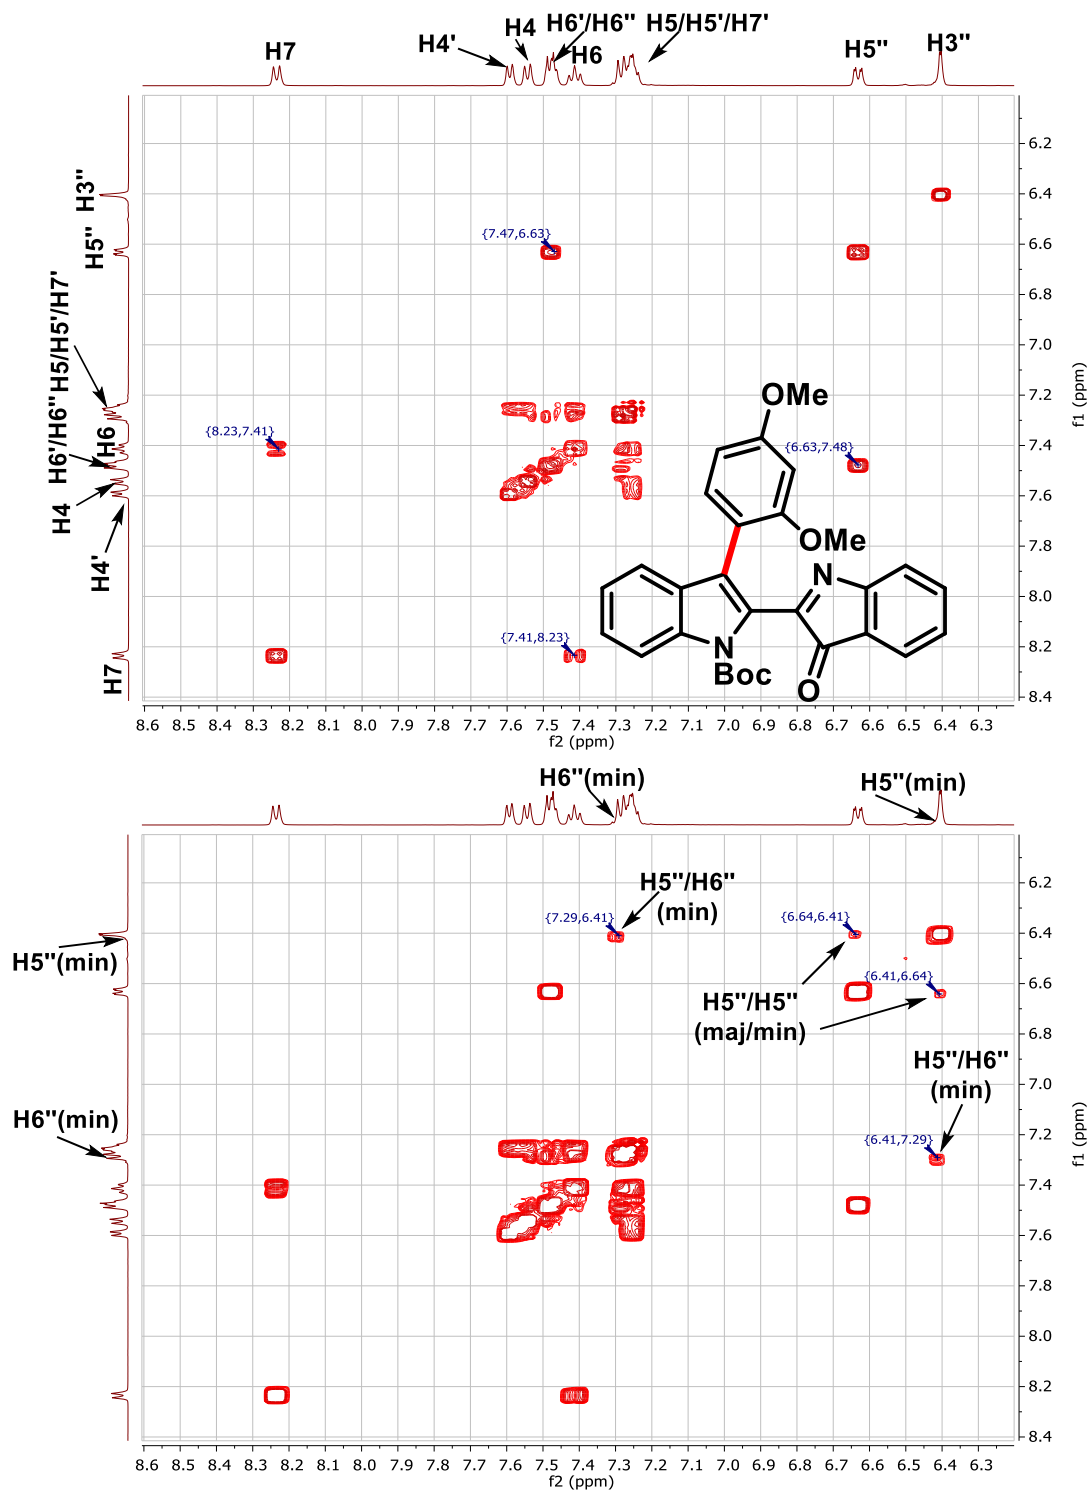 H7
H4'
H4
H6'/H6''
H6
H5/H5'/H7'
H5''
H3''
H3''
H5''
H5/H5'/H7'
H6'/H6''
H6
H4
H4'
H7
{7.47,6.63}
{8.23,7.41}
{6.63,7.48}
{7.41,8.23}
OMe
OMe
N
N
Boc
O
6.2
6.4
6.6
6.8
7.0
7.2
7.4
7.6
7.8
8.0
8.2
8.4
f1 (ppm)
8.6 8.5 8.4 8.3 8.2 8.1 8.0 7.9 7.8 7.7 7.6 7.5 7.4 7.3 7.2 7.1 7.0 6.9 6.8 6.7 6.6 6.5 6.4 6.3
f2 (ppm)
H6''(min)
H5''(min)
H5''(min)
H6''(min)
H5''/H6''
(min)
{7.29,6.41}
{6.64,6.41}
{6.41,6.64}
H5''/H5''
(maj/min)
H5''/H6''
(min)
{6.41,7.29}
6.2
6.4
6.6
6.8
7.0
7.2
7.4
7.6
7.8
8.0
8.2
8.4
f1 (ppm)
8.6 8.5 8.4 8.3 8.2 8.1 8.0 7.9 7.8 7.7 7.6 7.5 7.4 7.3 7.2 7.1 7.0 6.9 6.8 6.7 6.6 6.5 6.4 6.3
f2 (ppm)